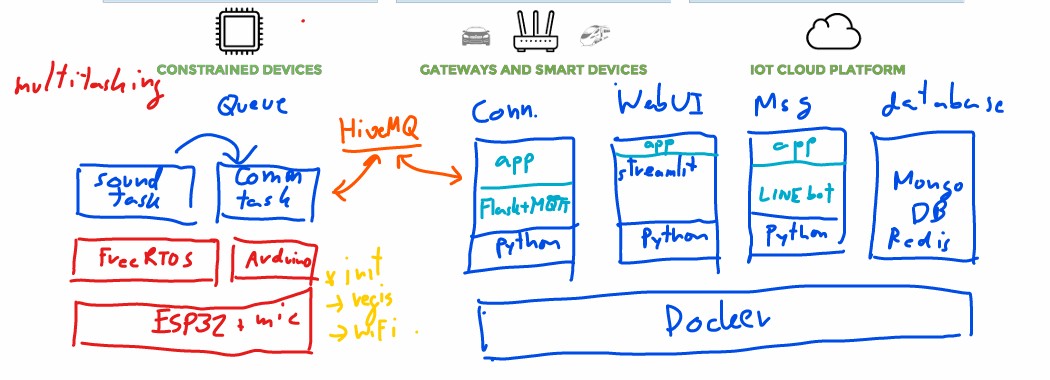 CONSTRAINED DEVICES
GATEWAYS AND SMART DEVICES
IOT CLOUD PLATFORM
multitasking
Queue
HiveMQ
Conn.
WebUI
Msg
database
sound
task
Comm
task
app
Flask+MQTT
Python
app
streamlit
Python
app
LINE bot
Python
Mongo
DB
Redis
FreeRTOS
Arduino
init
→ regis
→ WiFi
ESP32 + mic
Docker